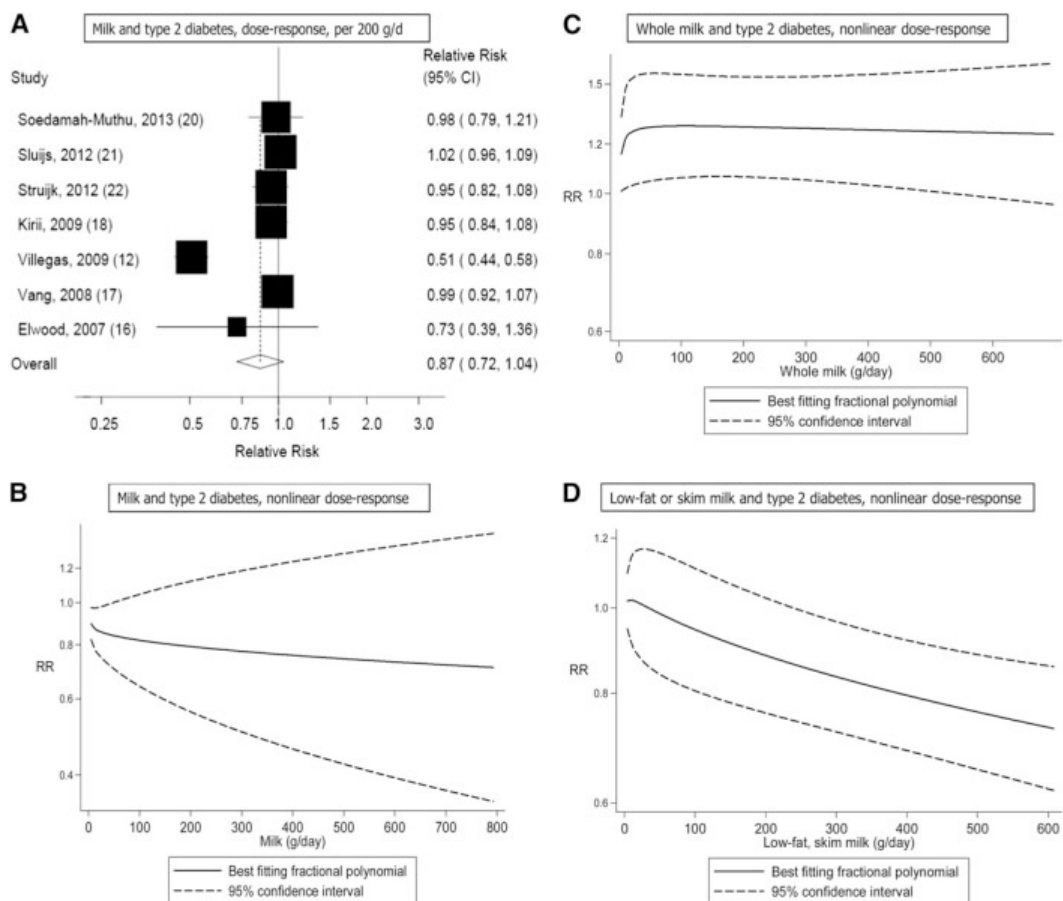 A
Milk and type 2 diabetes, dose-response, per 200 g/d
Relative Risk
Study
(95% CI)
Soedamah-Muthu, 2013 (20)
0.98 ( 0.79, 1.21)
Sluijs, 2012 (21)
1.02 ( 0.96, 1.09)
Struijk, 2012 (22)
0.95 ( 0.82, 1.08)
Kirii, 2009 (18)
0.95 ( 0.84, 1.08)
Villegas, 2009 (12)
0.51 ( 0.44, 0.58)
Vang, 2008 (17)
0.99 ( 0.92, 1.07)
Elwood, 2007 (16)
0.73 ( 0.39, 1.36)
Overall
0.87 ( 0.72, 1.04)
0.25 0.5 0.75 1.0 1.5 2.0 3.0
Relative Risk
B
Milk and type 2 diabetes, nonlinear dose-response
1.2
1.0
0.8
RR
0.6
0.4
0 100 200 300 400 500 600 700 800
Milk (g/day)
Best fitting fractional polynomial
95% confidence interval
C
Whole milk and type 2 diabetes, nonlinear dose-response
1.5
1.2
1.0
RR
0.8
0.6
0 100 200 300 400 500 600
Whole milk (g/day)
Best fitting fractional polynomial
95% confidence interval
D
Low-fat or skim milk and type 2 diabetes, nonlinear dose-response
1.2
1.0
RR
0.8
0.6
0 100 200 300 400 500 600
Low-fat, skim milk (g/day)
Best fitting fractional polynomial
95% confidence interval